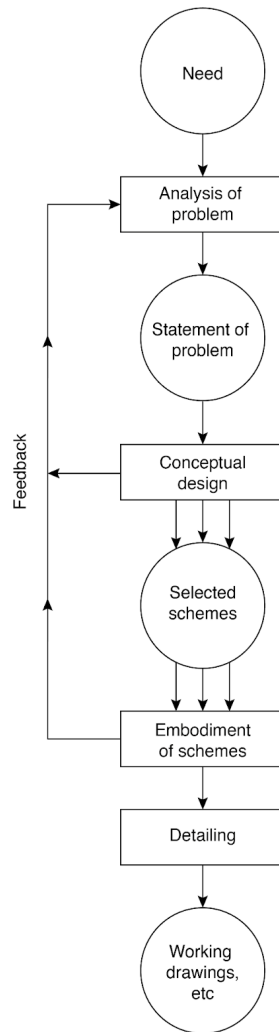 Need
Analysis of
problem
Statement of
problem
Feedback
Conceptual
design
Selected
schemes
Embodiment
of schemes
Detailing
Working
drawings,
etc